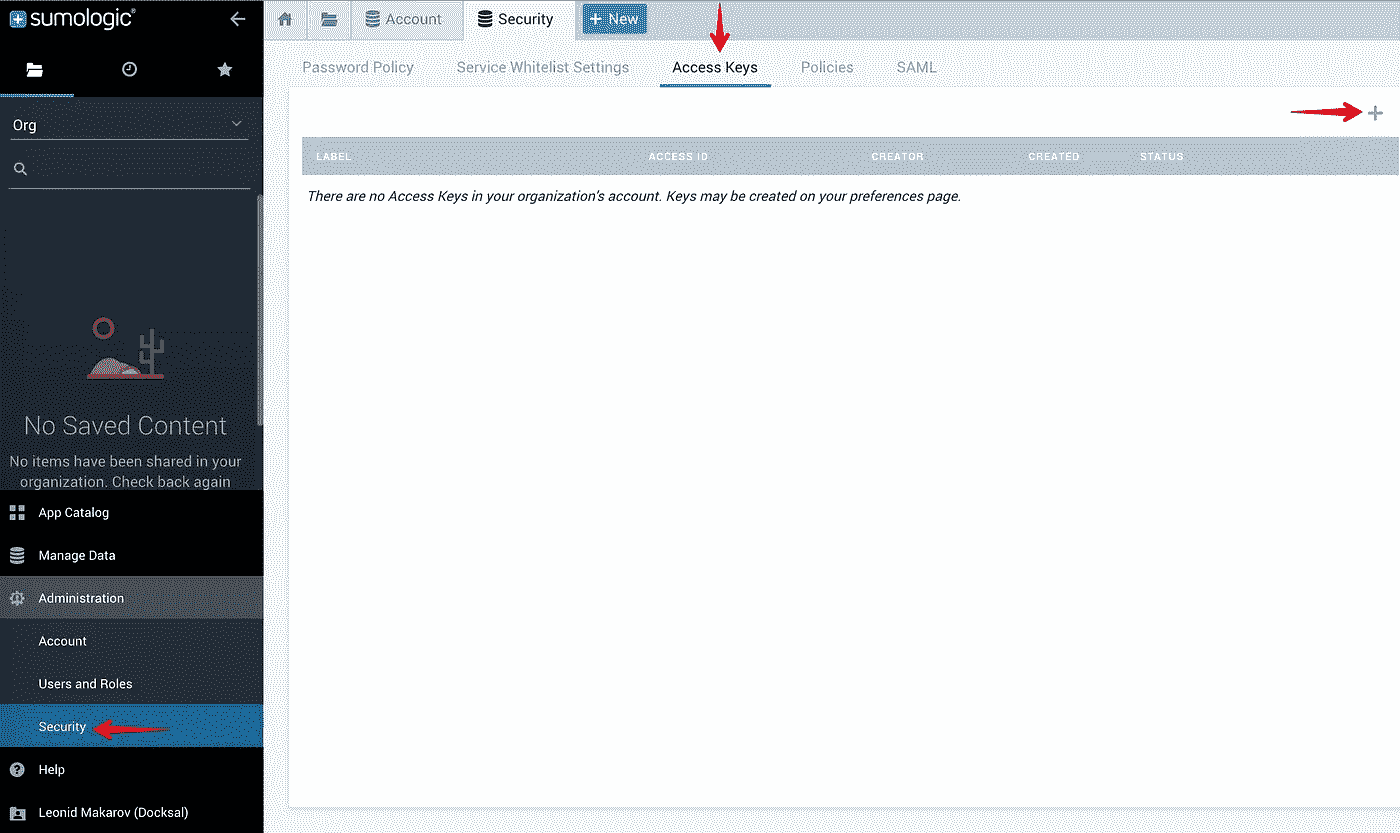 sumologic®
Org
No Saved Content
No items have been shared in your
organization. Check back again
App Catalog
Manage Data
Administration
Account
Users and Roles
Security
Help
Leonid Makarov (Docksal)
Account
Security
+ New
Password Policy
Service Whitelist Settings
Access Keys
Policies
SAML
LABEL
ACCESS ID
CREATOR
CREATED
STATUS
There are no Access Keys in your organization's account. Keys may be created on your preferences page.